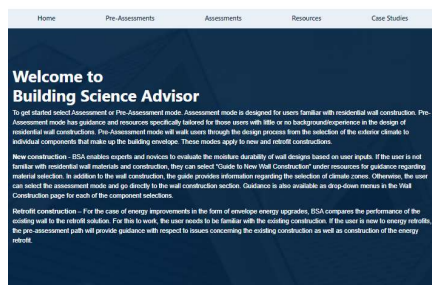 Home Pre-Assessments Assessments Resources Case Studies
Welcome to
Building Science Advisor
To get started select Assessment or Pre-Assessment mode. Assessment is designed for users familiar with residential wall construction. Pre-
Assessment mode has guidance and resources specifically tailored for those users with little or no background/experience in the design of
residential wall constructions. Pre-Assessment mode will walk users through the design process from the selection of the exterior climate to
individual components that make up the building envelope. These modes apply to new and retrofit constructions.
New construction - BSA enables experts and novices to evaluate the moisture durability of wall designs based on user inputs. If the user is not
familiar with residential wall materials and construction, they can select "Guide to New Wall Construction" under resources for guidance regarding
material selection. In addition to the wall construction, the guide provides information regarding the selection of climate zones. Otherwise, the user
can select the assessment mode and go directly to the wall construction section. Guidance is also available as drop-down menus in the Wall
Construction page for each of the component selections.
Retrofit construction – For the case of energy improvements in the form of envelope energy upgrades, BSA compares the performance of the
existing wall to the retrofit solution. For this to work, the user needs to be familiar with the existing construction. If the user is new to energy retrofits,
the pre-assessment path will provide guidance with respect to issues concerning the existing construction as well as construction of the energy
retrofit.